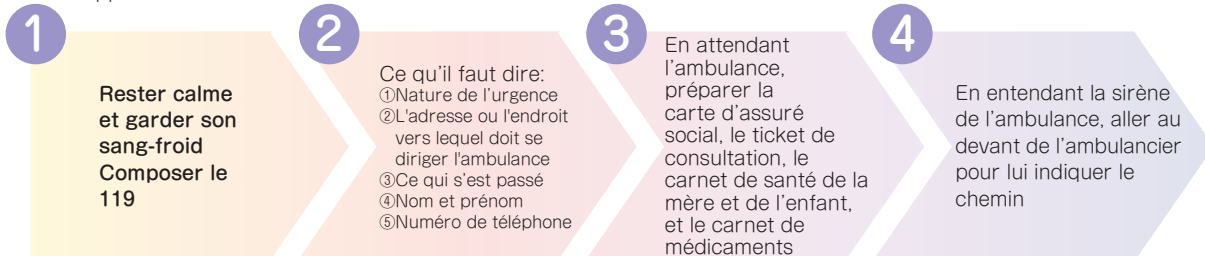 1
Rester calme
et garder son
sang-froid
Composer le
119
2
Ce qu'il faut dire:
①Nature de l'urgence
②L'adresse ou l'endroit
vers lequel doit se
diriger l'ambulance
③Ce qui s'est passé
④Nom et prénom
⑤Numéro de téléphone
3
En attendant
l'ambulance,
préparer la
carte d'assuré
social, le ticket de
consultation, le
carnet de santé de la
mère et de l'enfant,
et le carnet de
médicaments
4
En entendant la sirène
de l'ambulance, aller au
devant de l'ambulancier
pour lui indiquer le
chemin